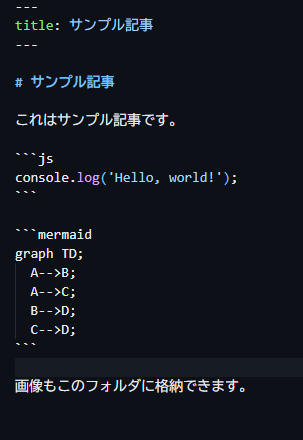 ---
title: サンプル記事
---

# サンプル記事

これはサンプル記事です。

```js
console.log('Hello, world!');
```

```mermaid
graph TD;
  A-->B;
  A-->C;
  B-->D;
  C-->D;
```

画像もこのフォルダに格納できます。